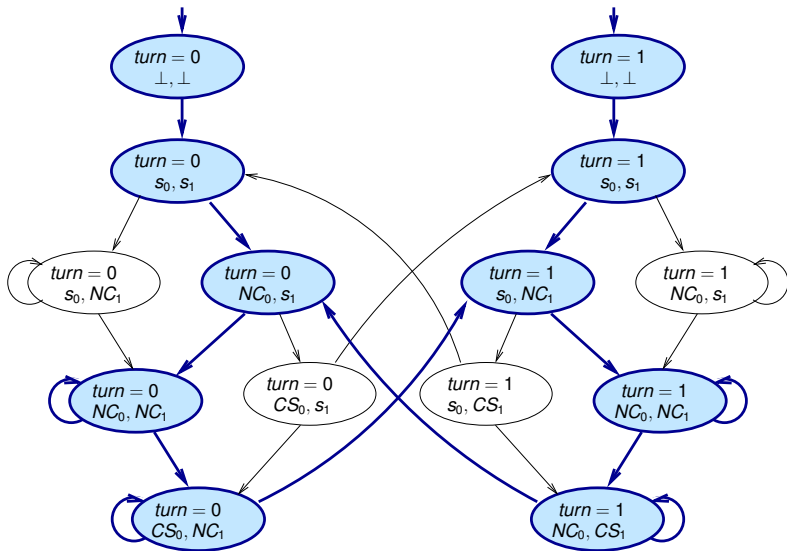 turn = 0
⊥, ⊥
turn = 1
⊥, ⊥
turn = 0
s₀, s₁
turn = 1
s₀, s₁
turn = 0
s₀, NC₁
turn = 0
NC₀, s₁
turn = 1
s₀, NC₁
turn = 1
NC₀, s₁
turn = 0
NC₀, NC₁
turn = 0
CS₀, s₁
turn = 1
s₀, CS₁
turn = 1
NC₀, NC₁
turn = 0
CS₀, NC₁
turn = 1
NC₀, CS₁